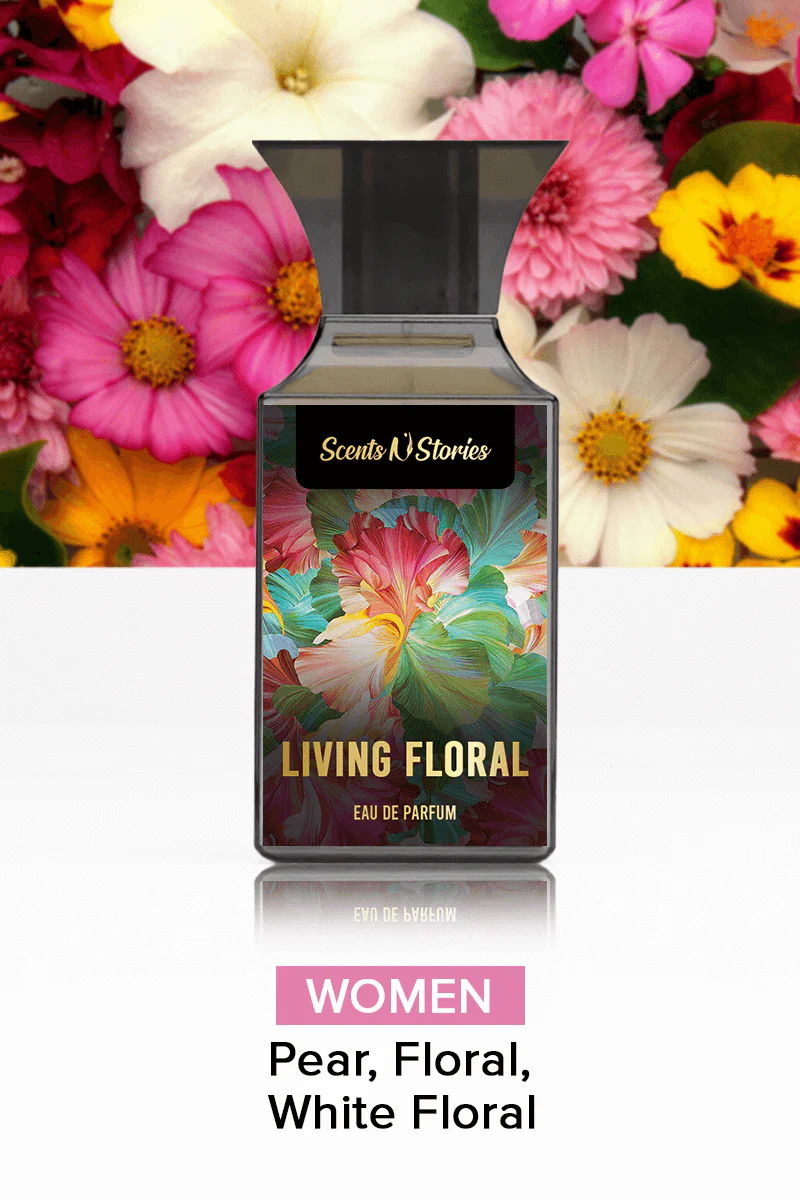 Scents N Stories
LIVING FLORAL
EAU DE PARFUM
EAU DE PARFUM
WOMEN
Pear, Floral,
White Floral